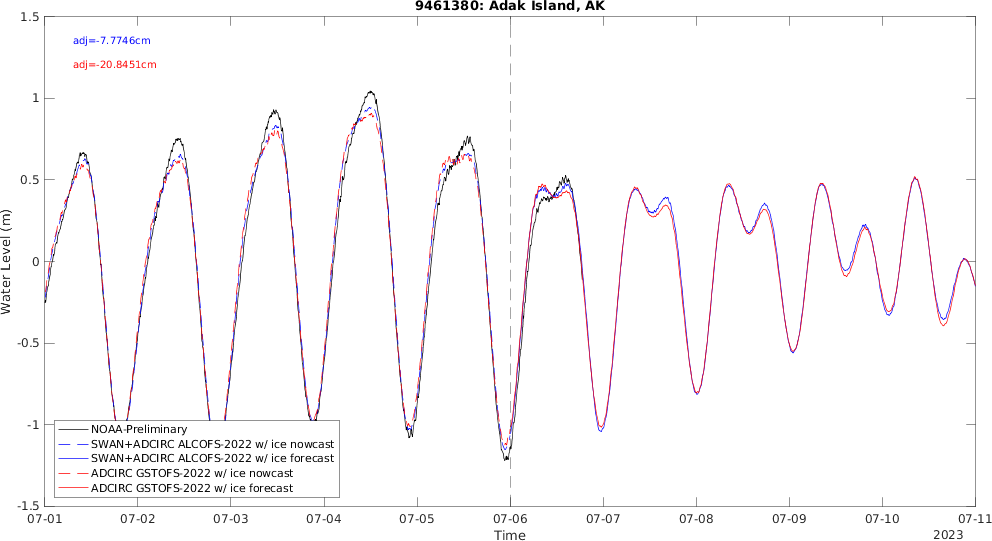 9461380: Adak Island, AK
adj=-7.7746cm
adj=-20.8451cm
1.5
1
0.5
0
-0.5
-1
-1.5
Water Level (m)
NOAA-Preliminary
SWAN+ADCIRC ALCOFS-2022 w/ ice nowcast
SWAN+ADCIRC ALCOFS-2022 w/ ice forecast
ADCIRC GSTOFS-2022 w/ ice nowcast
ADCIRC GSTOFS-2022 w/ ice forecast
07-01 07-02 07-03 07-04 07-05 07-06 07-07 07-08 07-09 07-10 07-11
Time
2023